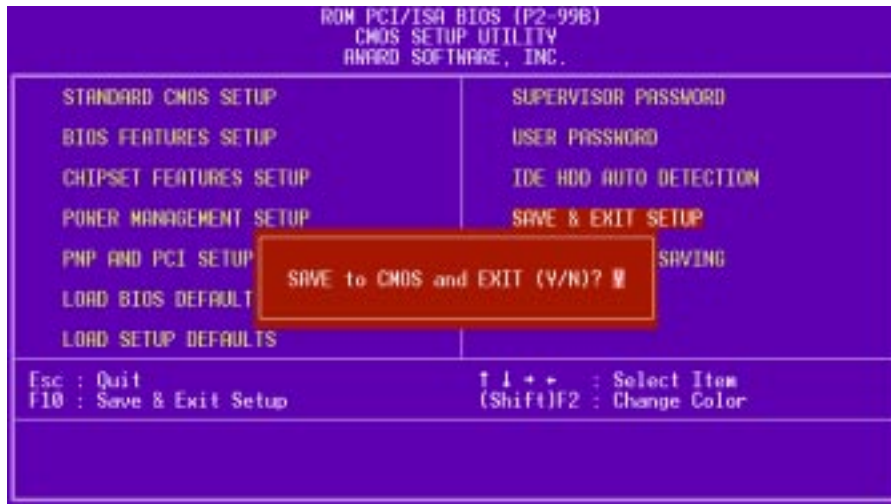 ROM PCI/ISA BIOS (P2-99B)
CMOS SETUP UTILITY
AWARD SOFTWARE, INC.
STANDARD CMOS SETUP
BIOS FEATURES SETUP
CHIPSET FEATURES SETUP
POWER MANAGEMENT SETUP
PNP AND PCI SETUP
LOAD BIOS DEFAULT
LOAD SETUP DEFAULTS
SUPERVISOR PASSWORD
USER PASSWORD
IDE HDD AUTO DETECTION
SAVE & EXIT SETUP
SAVING
SAVE to CMOS and EXIT (Y/N)? Y
Esc : Quit
F10 : Save & Exit Setup
↑ ↓ → ← : Select Item
(Shift)F2 : Change Color